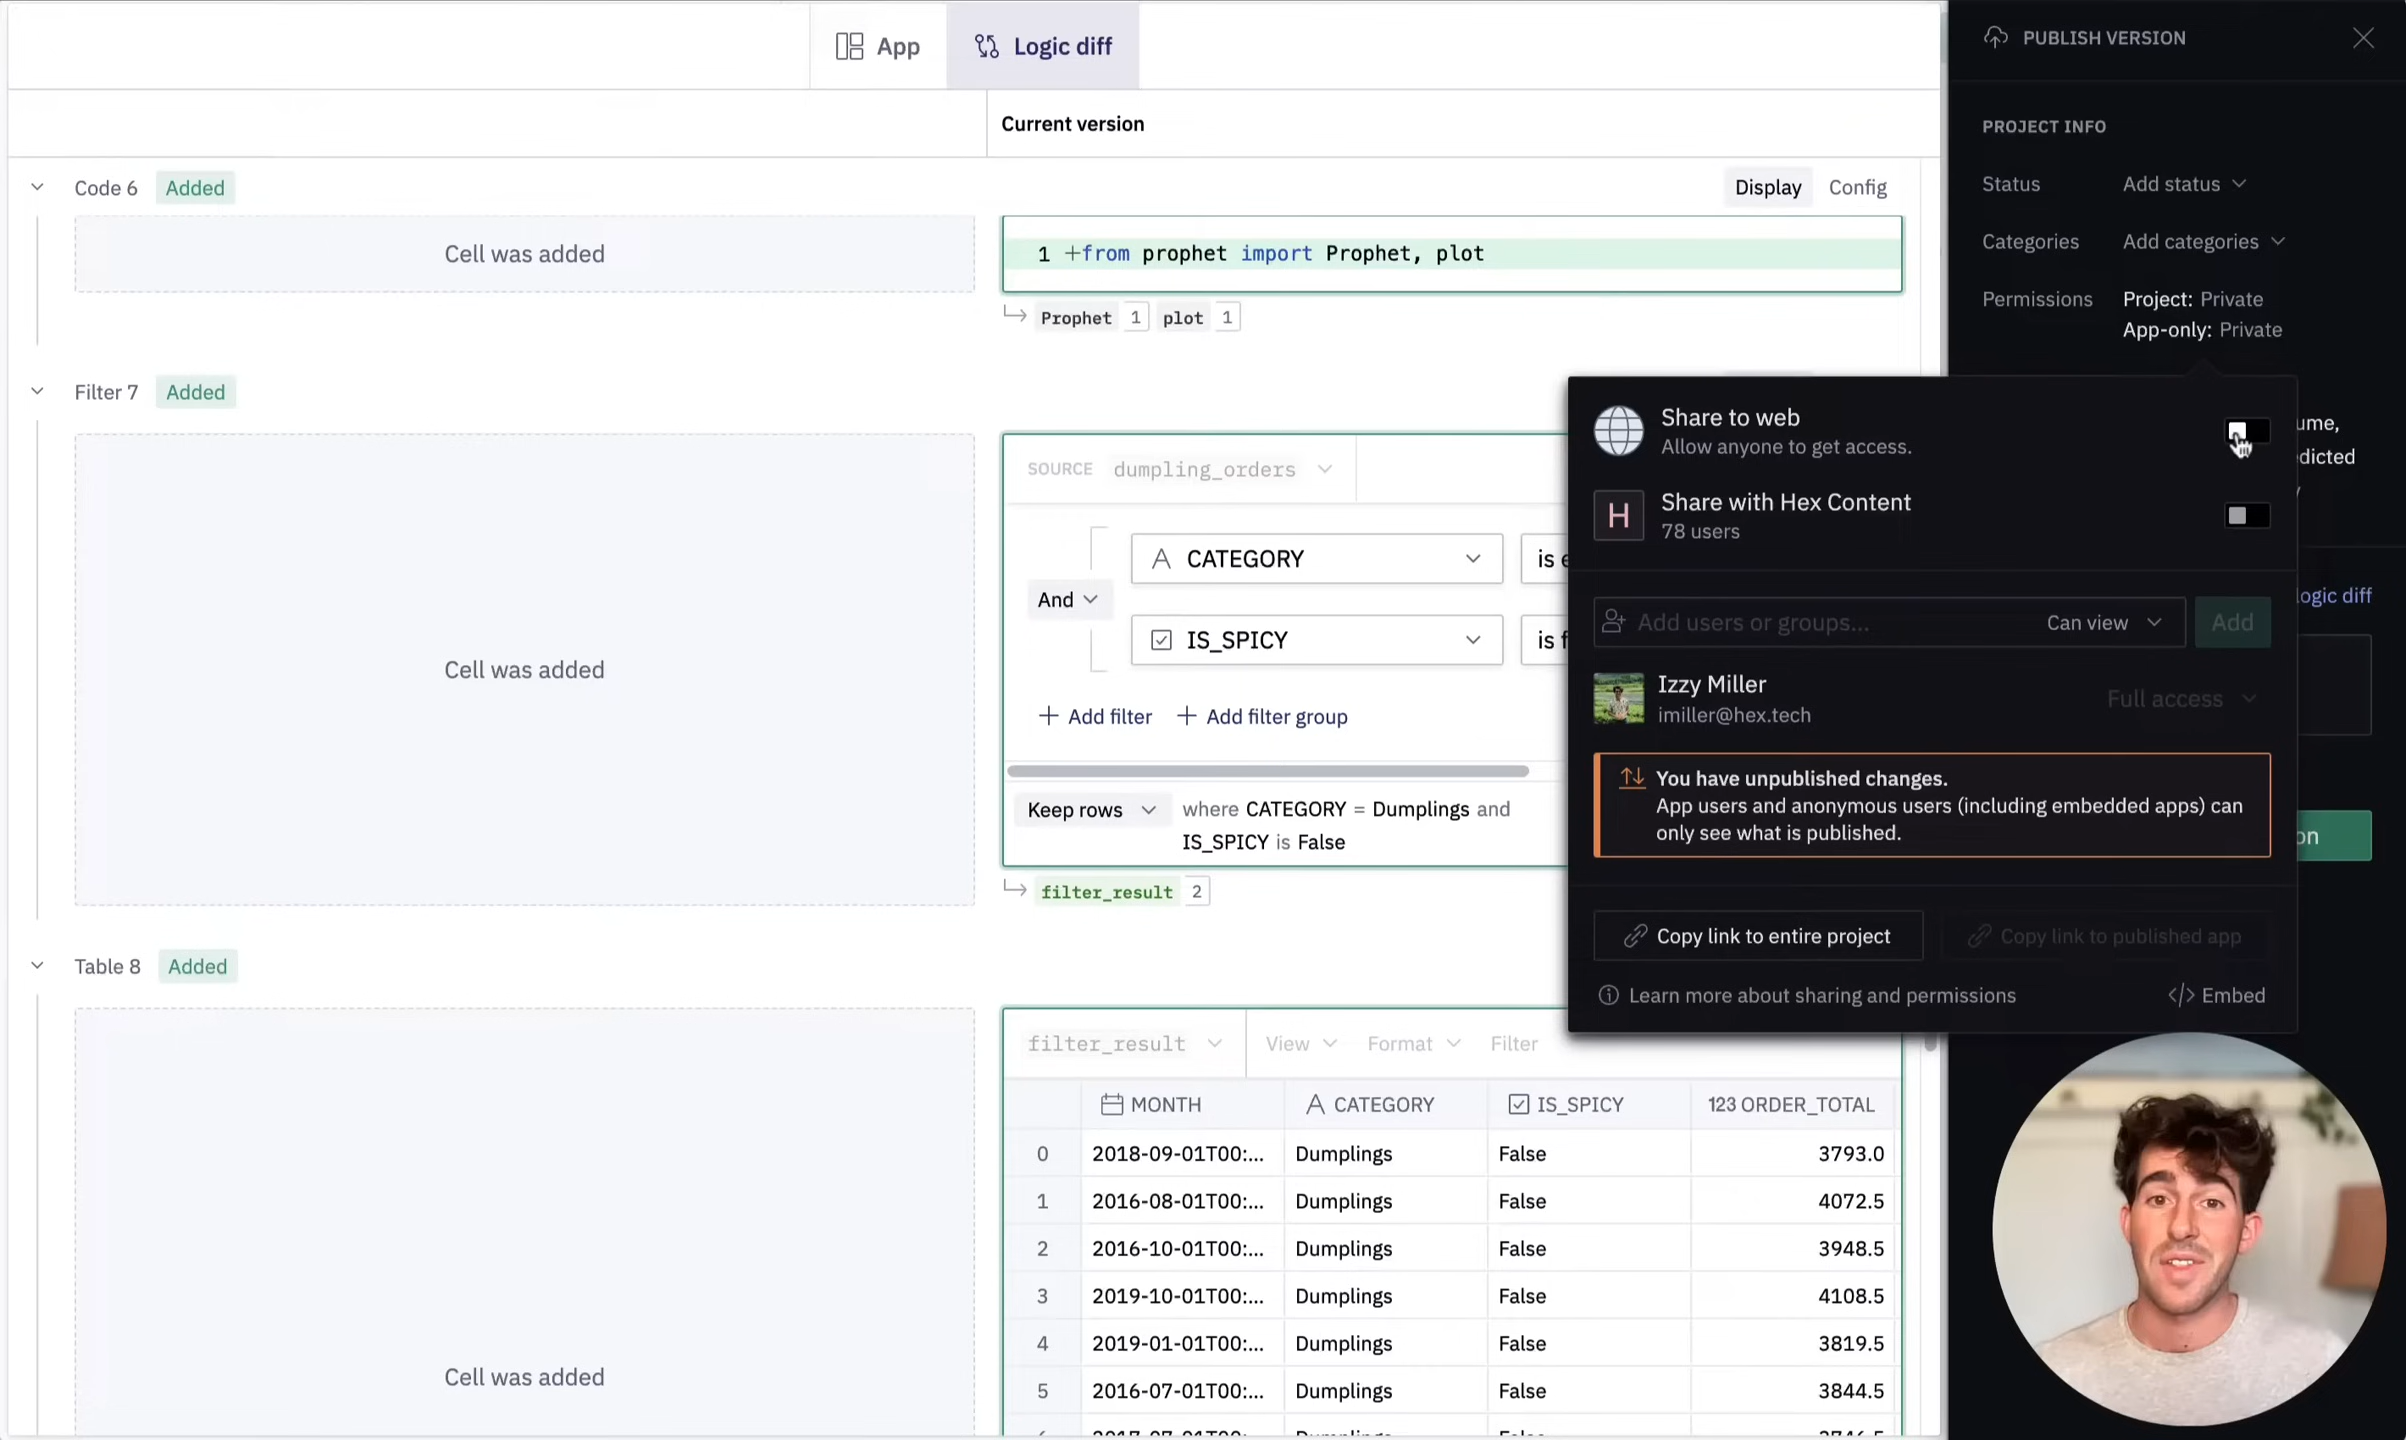 App
Logic diff
PUBLISH VERSION
Current version
PROJECT INFO
Code 6 Added
Display Config
Status Add status
Cell was added
1 +from prophet import Prophet, plot
Categories Add categories
Prophet 1 plot 1
Permissions Project: Private
App-only: Private
Filter 7 Added
Share to web
Allow anyone to get access.
ume,
dicted
Cell was added
SOURCE dumpling_orders
Share with Hex Content
78 users
CATEGORY
And
IS_SPICY
Add users or groups... Can view Add
ogic diff
Izzy Miller
imiller@hex.tech
Full access
+ Add filter + Add filter group
You have unpublished changes.
App users and anonymous users (including embedded apps) can
only see what is published.
on
Keep rows where CATEGORY = Dumplings and
IS_SPICY is False
filter_result 2
Copy link to entire project
Copy link to published app
Learn more about sharing and permissions
</> Embed
Table 8 Added
Cell was added
filter_result View Format Filter
MONTH A CATEGORY IS_SPICY 123 ORDER_TOTAL
0 2018-09-01T00:... Dumplings False 3793.0
1 2016-08-01T00:... Dumplings False 4072.5
2 2016-10-01T00:... Dumplings False 3948.5
3 2019-10-01T00:... Dumplings False 4108.5
4 2019-01-01T00:... Dumplings False 3819.5
5 2016-07-01T00:... Dumplings False 3844.5